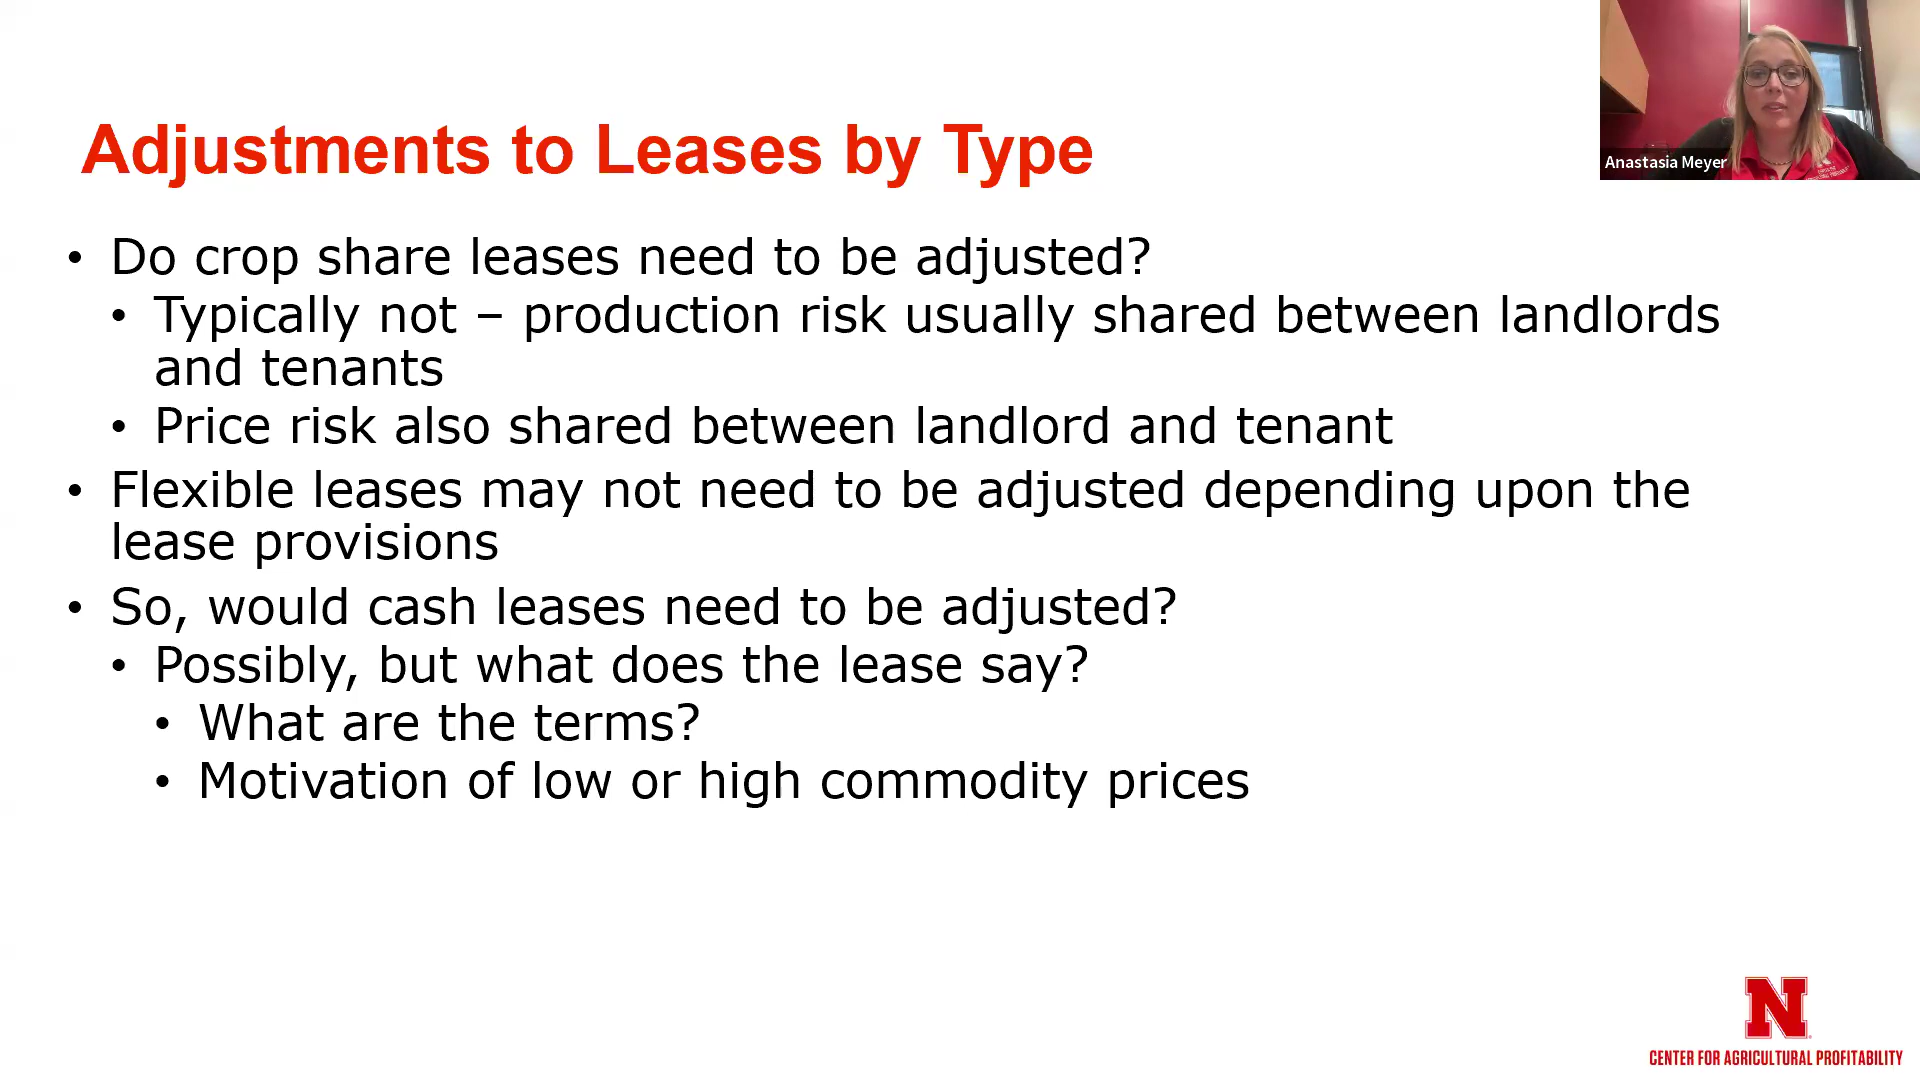 Adjustments to Leases by Type
• Do crop share leases need to be adjusted?
• Typically not – production risk usually shared between landlords
and tenants
• Price risk also shared between landlord and tenant
• Flexible leases may not need to be adjusted depending upon the
lease provisions
• So, would cash leases need to be adjusted?
• Possibly, but what does the lease say?
• What are the terms?
• Motivation of low or high commodity prices
Anastasia Meyer
N
CENTER FOR AGRICULTURAL PROFITABILITY